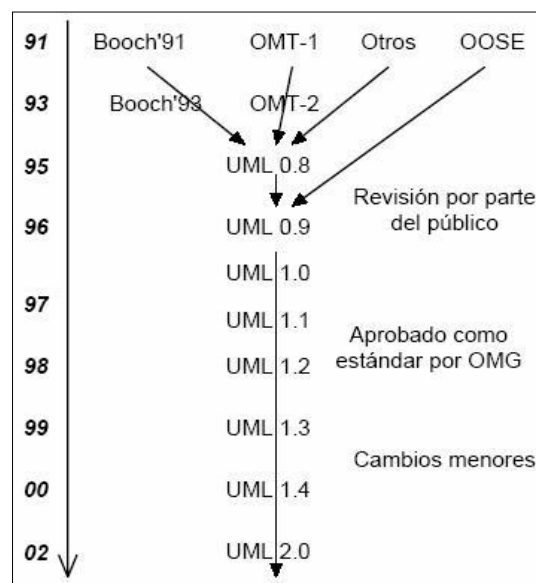 91 Booch'91 OMT-1 Otros OOSE
93 Booch'93 OMT-2
95 UML 0.8
Revisión por parte
96 UML 0.9 del público
UML 1.0
97
UML 1.1
Aprobado como
98 UML 1.2 estándar por OMG
99 UML 1.3
Cambios menores
00 UML 1.4
02 UML 2.0